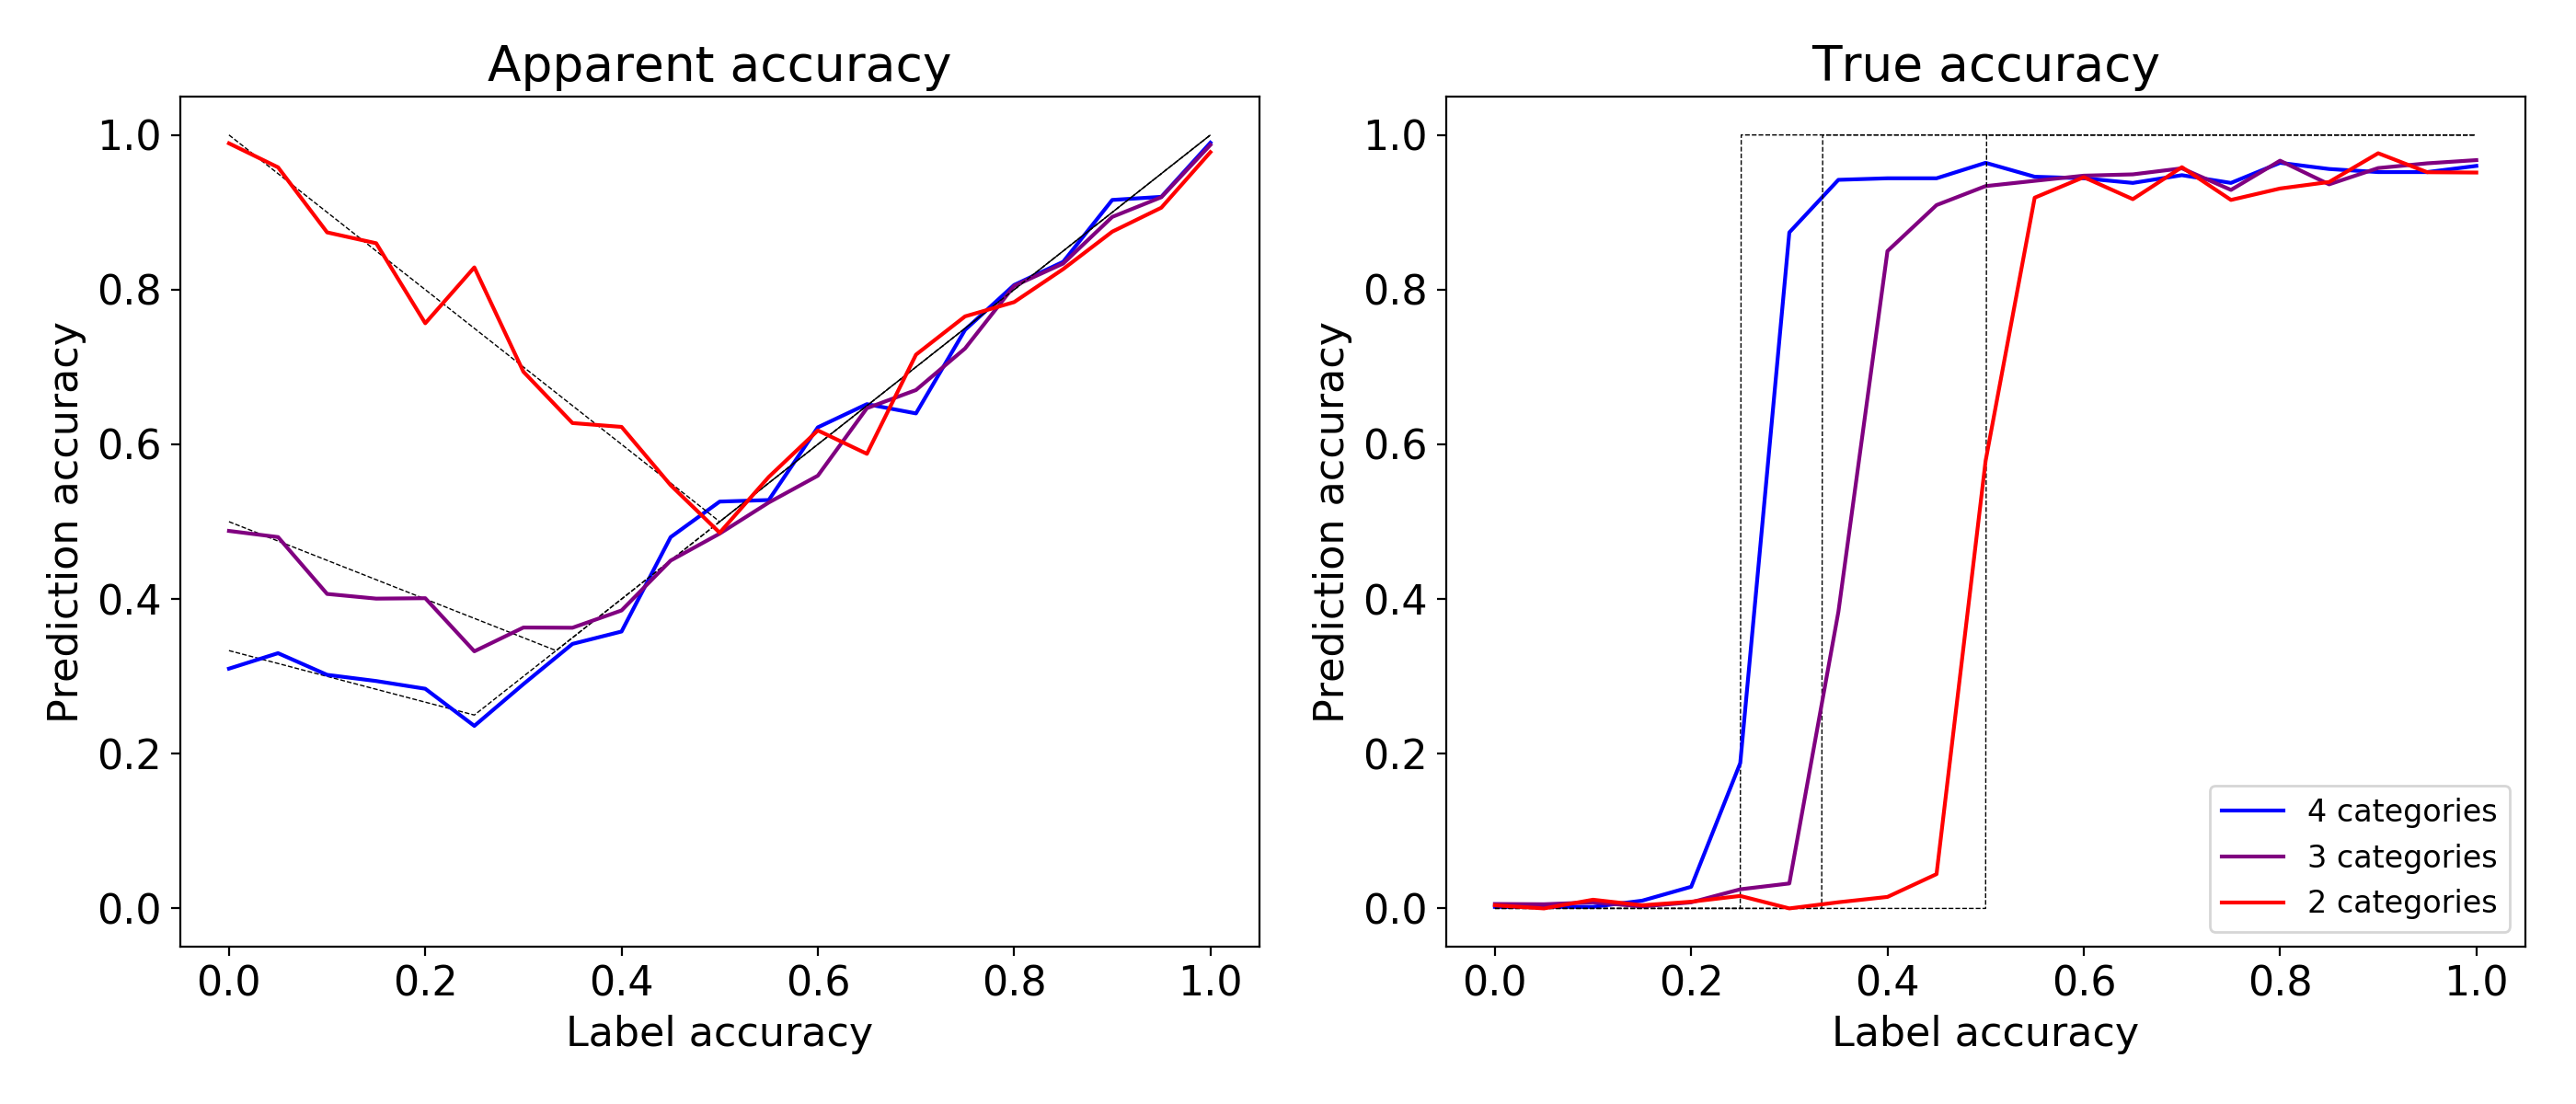 Apparent accuracy
Prediction accuracy
1.0
0.8
0.6
0.4
0.2
0.0
0.0 0.2 0.4 0.6 0.8 1.0
Label accuracy
True accuracy
Prediction accuracy
1.0
0.8
0.6
0.4
0.2
0.0
4 categories
3 categories
2 categories
0.0 0.2 0.4 0.6 0.8 1.0
Label accuracy